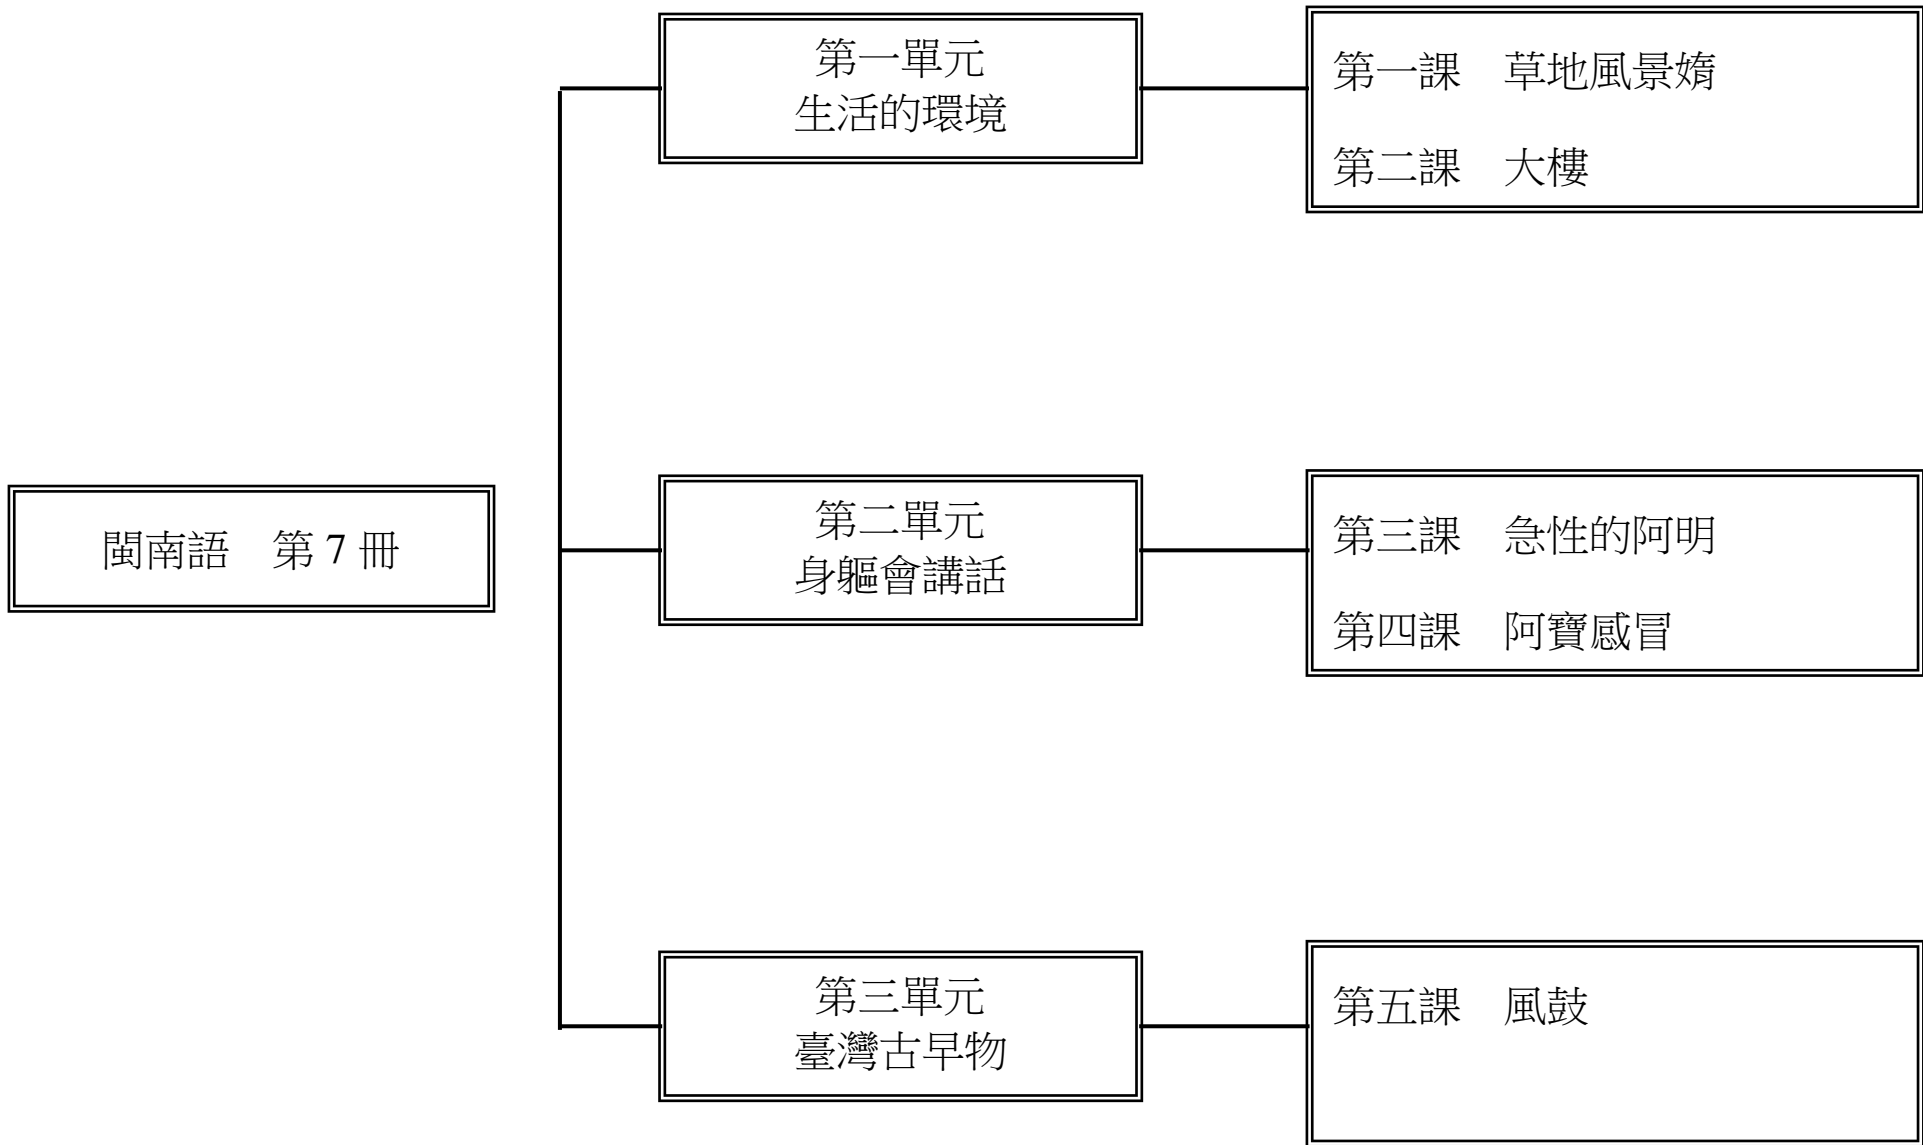 閩南語　第 7 冊
第一單元
生活的環境
第一課　草地風景媠
第二課　大樓
第二單元
身軀會講話
第三課　急性的阿明
第四課　阿寶感冒
第三單元
臺灣古早物
第五課　風鼓